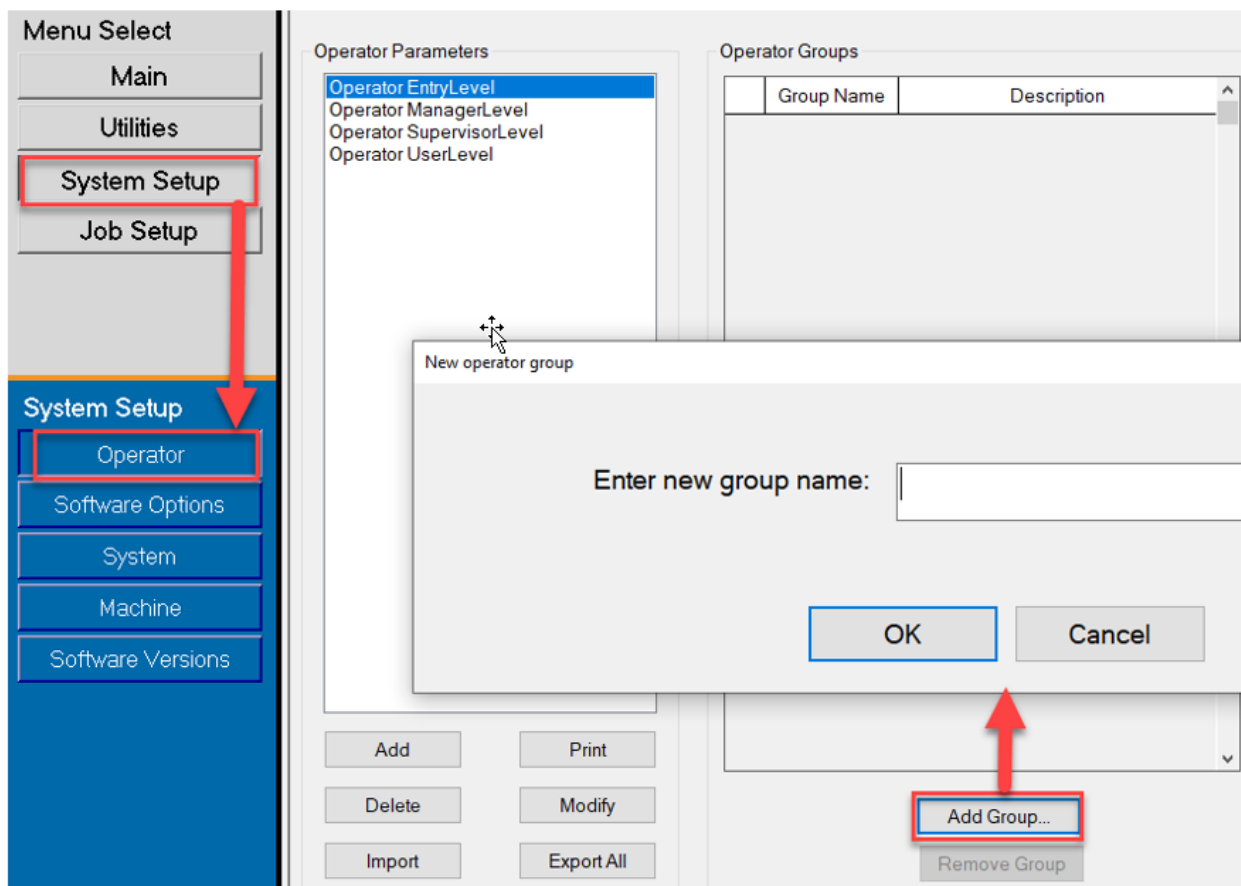 Menu Select
Main
Utilities
System Setup
Job Setup
System Setup
Operator
Software Options
System
Machine
Software Versions
Operator Parameters
Operator EntryLevel
Operator ManagerLevel
Operator SupervisorLevel
Operator UserLevel
Add
Print
Delete
Modify
Import
Export All
Operator Groups
Group Name
Description
New operator group
Enter new group name:
OK
Cancel
Add Group...
Remove Group